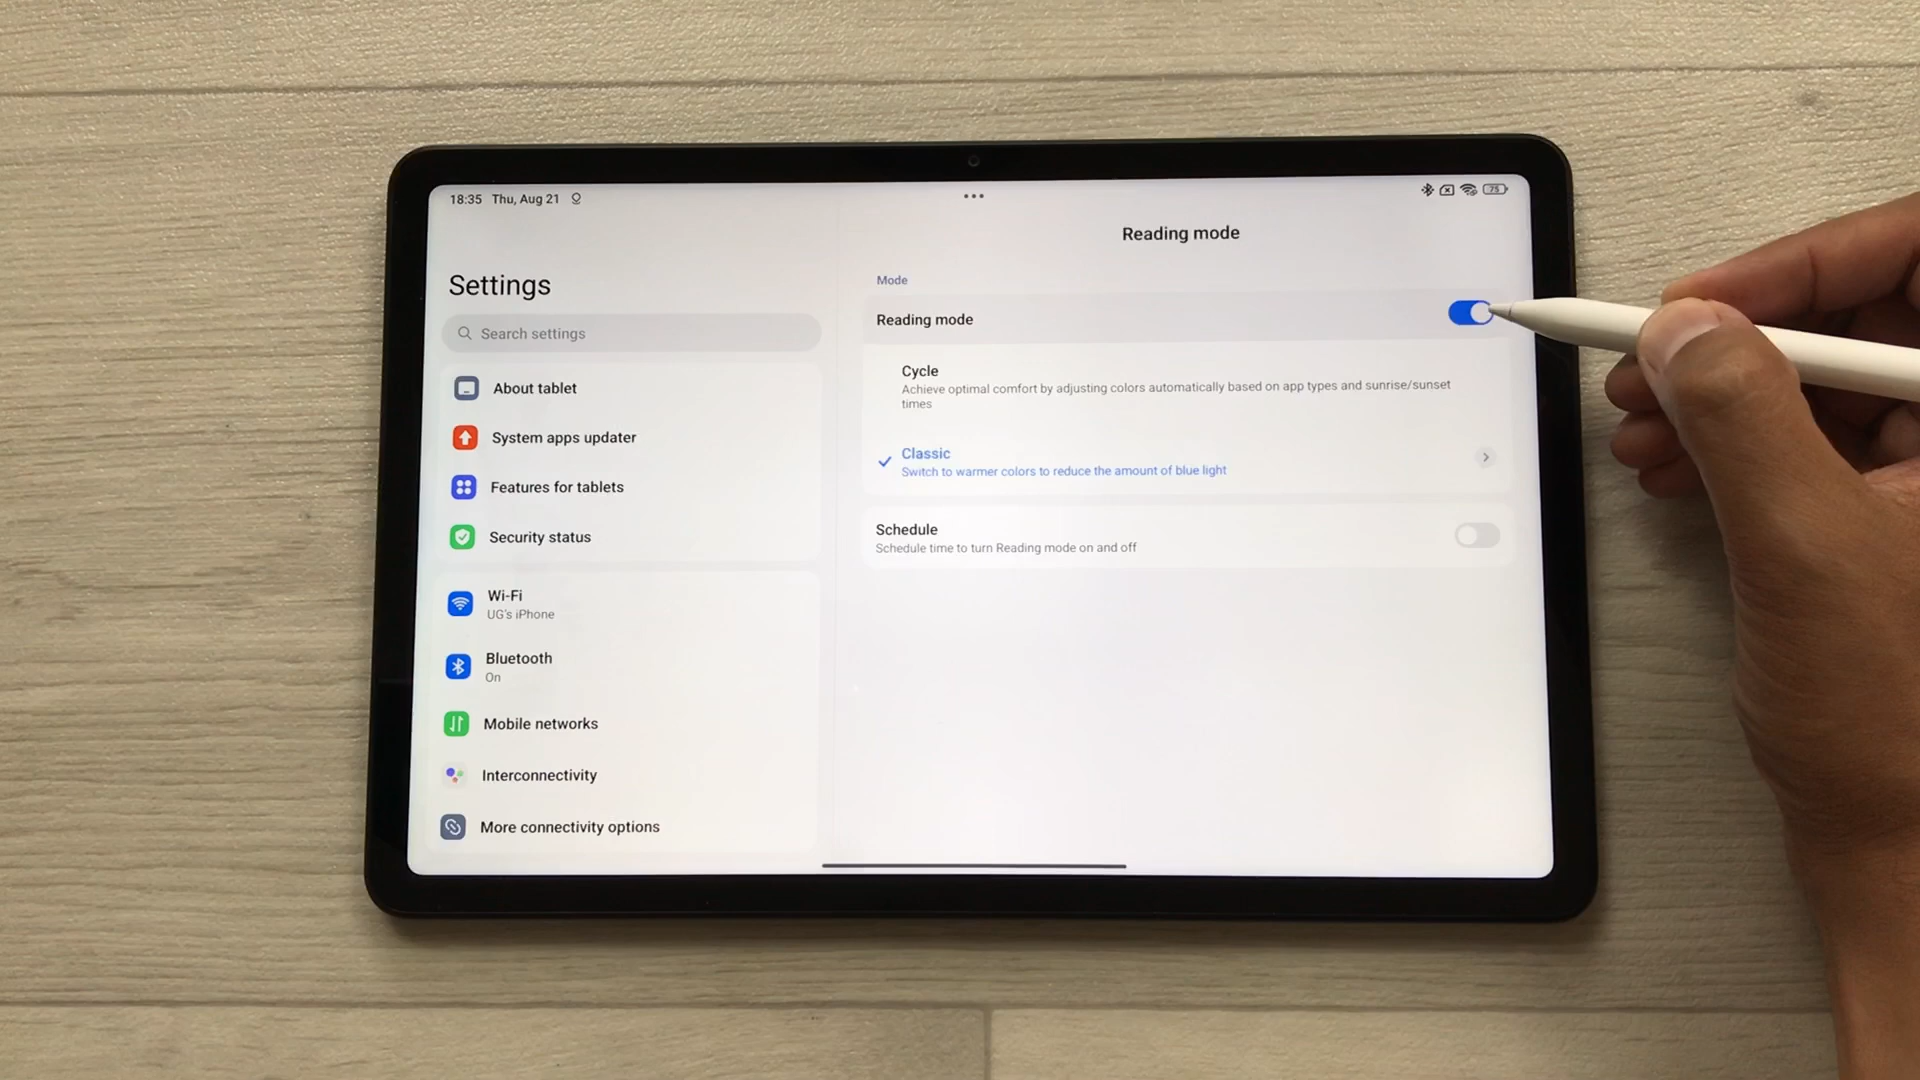 18:35 Thu, Aug 21
75
Settings
Search settings
About tablet
System apps updater
Features for tablets
Security status
Wi-Fi
UG's iPhone
Bluetooth
On
Mobile networks
Interconnectivity
More connectivity options
Reading mode
Mode
Reading mode
Cycle
Achieve optimal comfort by adjusting colors automatically based on app types and sunrise/sunset
times
Classic
Switch to warmer colors to reduce the amount of blue light
Schedule
Schedule time to turn Reading mode on and off